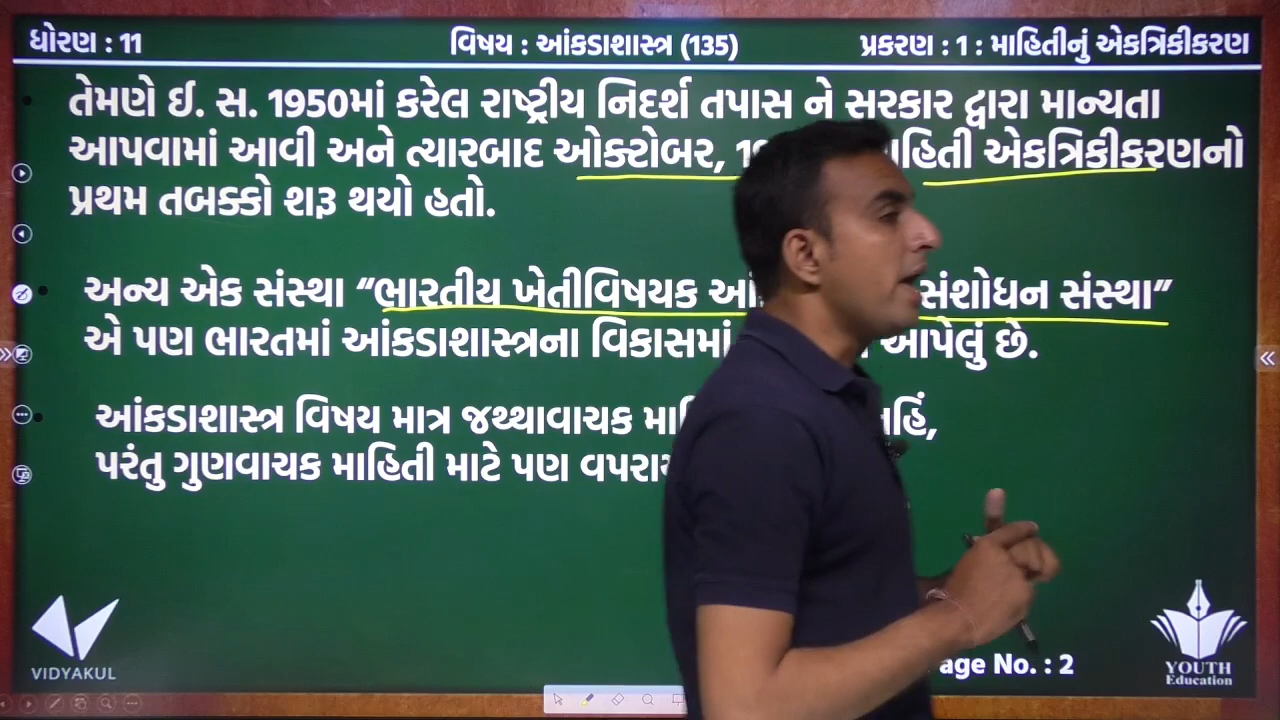 ધોરણ : 11
વિષય : આંકડાશાસ્ત્ર (135)
પ્રકરણ : 1 : માહિતીનું એકત્રિકીકરણ
તેમણે ઈ. સ. 1950માં કરેલ રાષ્ટ્રીય નિદર્શ તપાસ ને સરકાર દ્વારા માન્યતા
આપવામાં આવી અને ત્યારબાદ ઓક્ટોબર, એકત્રિકીકરણનો
પ્રથમ તબક્કો શરૂ થયો હતો.
અન્ય એક સંસ્થા “ભારતીય ખેતીવિષયક સંશોધન સંસ્થા”
એ પણ ભારતમાં આંકડાશાસ્ત્રના વિકાસમાં આપેલું છે.
આંકડાશાસ્ત્ર વિષય માત્ર જથ્થાવાચક
પરંતુ ગુણવાચક માહિતી માટે પણ
VIDYAKUL
No. : 2
YOUTH
Education